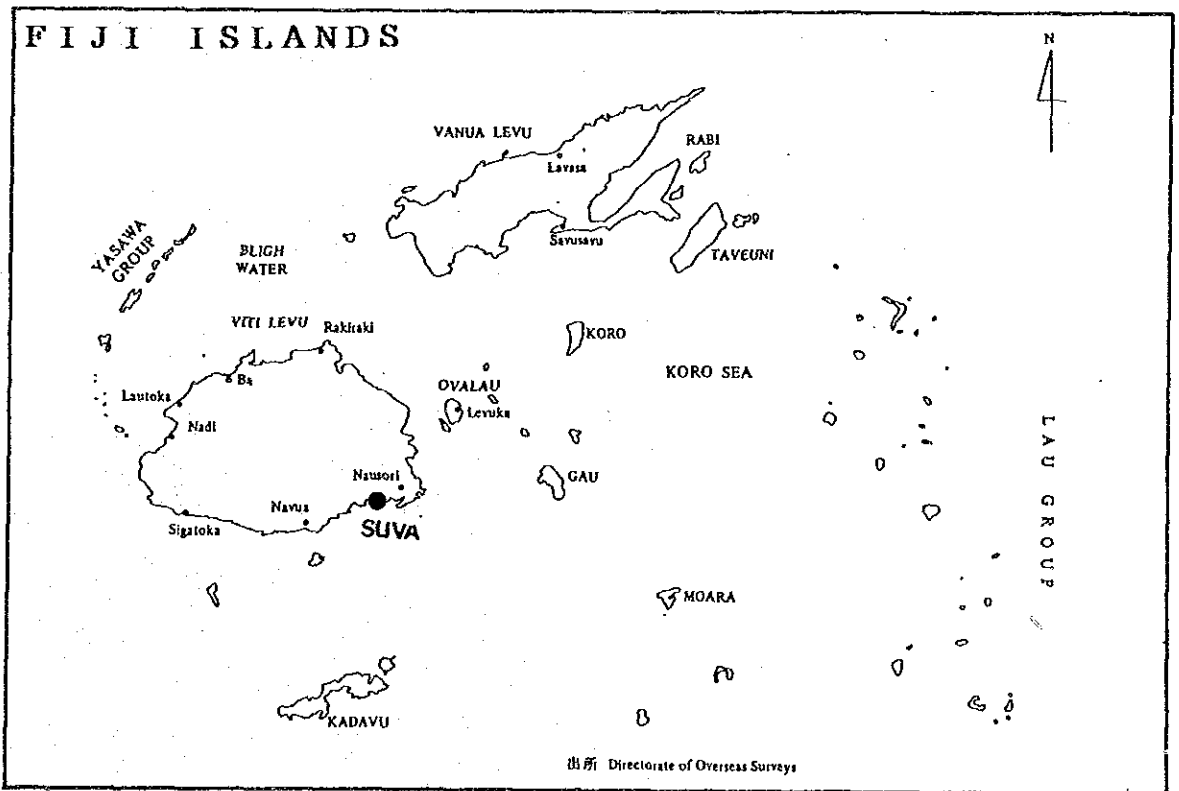 FIJI ISLANDS
N
VANUA LEVU
Lavasa
RABI
YASAWA
GROUP
BLIGH
WATER
Savusavu
TAVEUNI
VITI LEVU
Rakiraki
KORO
KORO SEA
Ba
Lautoka
OVALAU
Levuka
Nadi
LAU GROUP
Nausori
GAU
Navua
SUVA
Sigatoka
MOARA
KADAVU
出所 Directorate of Overseas Surveys